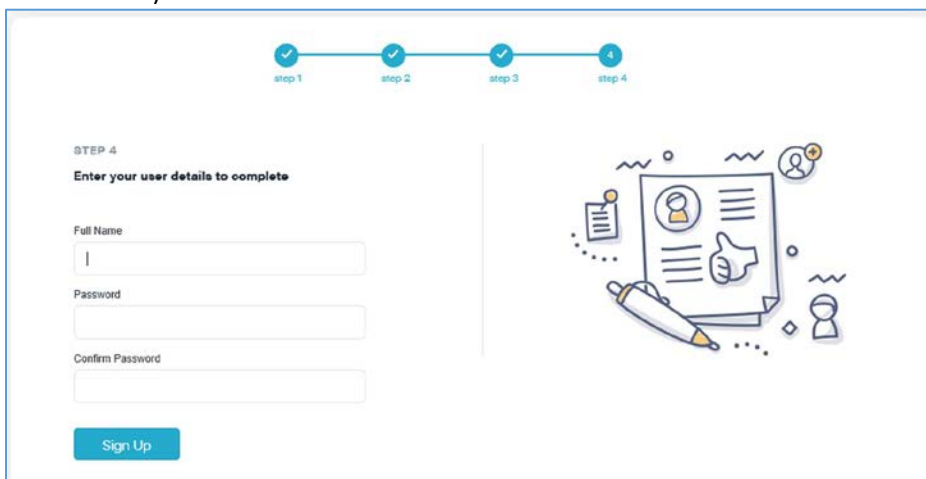 4
step 1 step 2 step 3 step 4
STEP 4
Enter your user details to complete
Full Name
Password
Confirm Password
Sign Up